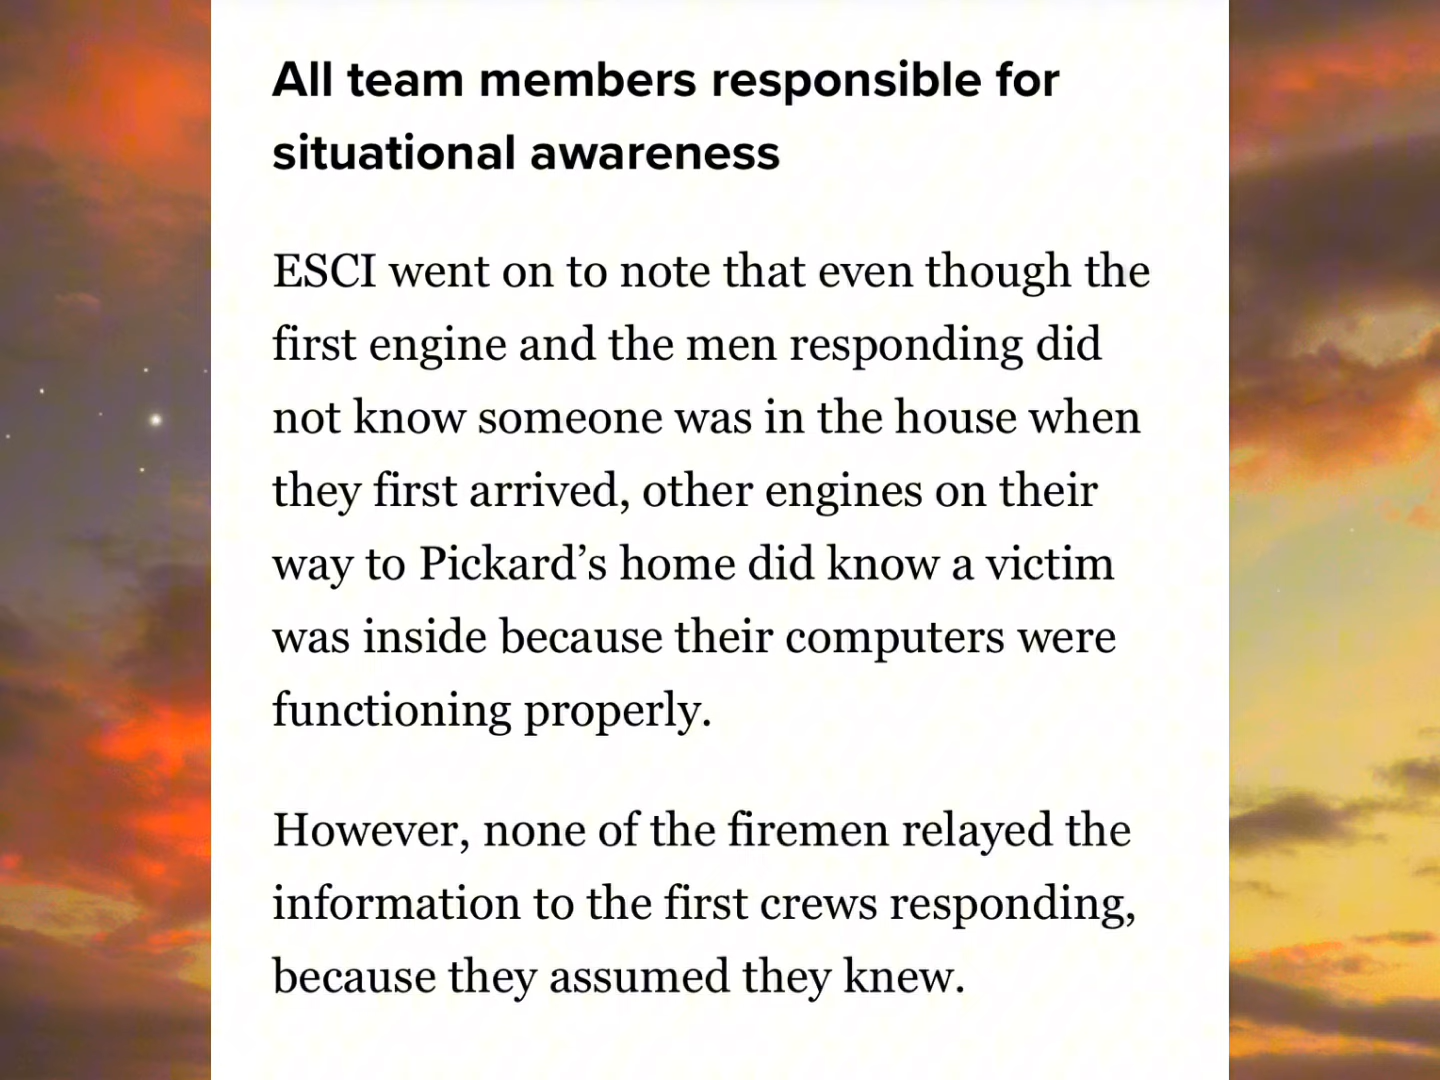 All team members responsible for
situational awareness
ESCI went on to note that even though the
first engine and the men responding did
not know someone was in the house when
they first arrived, other engines on their
way to Pickard’s home did know a victim
was inside because their computers were
functioning properly.
However, none of the firemen relayed the
information to the first crews responding,
because they assumed they knew.